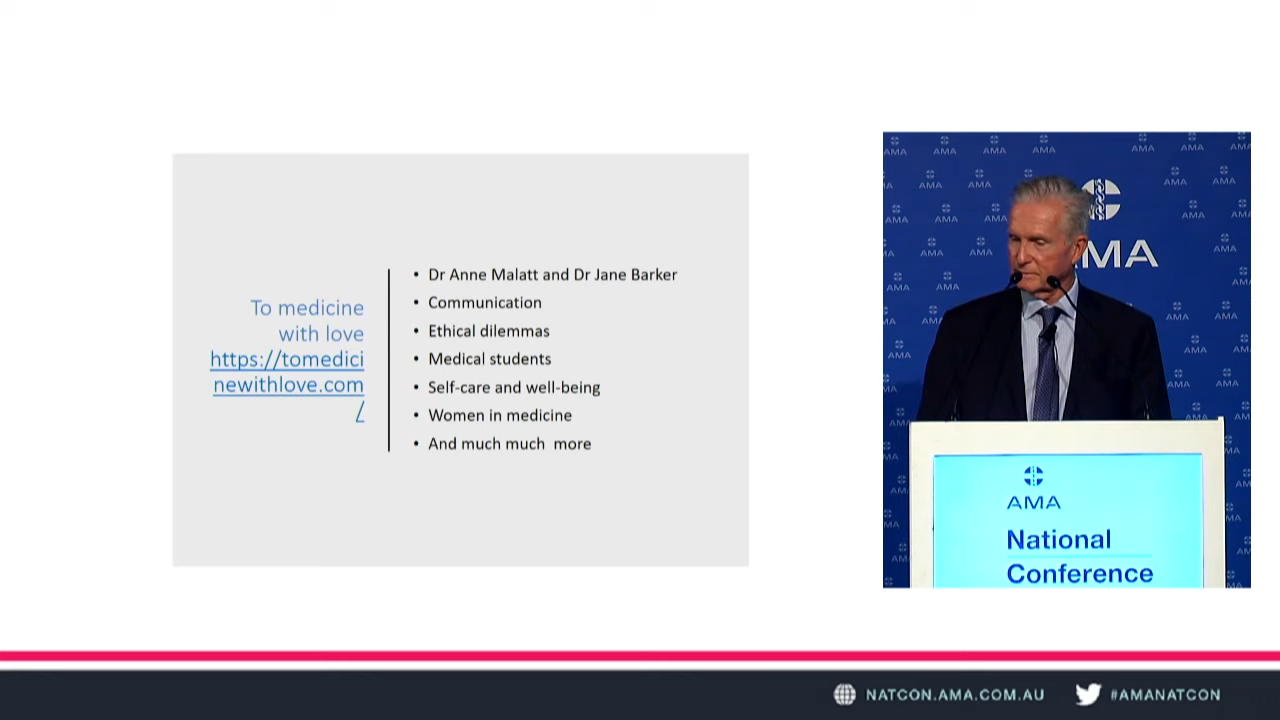 To medicine
with love
https://tomedici
newithlove.com
/
• Dr Anne Malatt and Dr Jane Barker
• Communication
• Ethical dilemmas
• Medical students
• Self-care and well-being
• Women in medicine
• And much much  more
AMA
AMA
National
Conference
NATCON.AMA.COM.AU
#AMANATCON